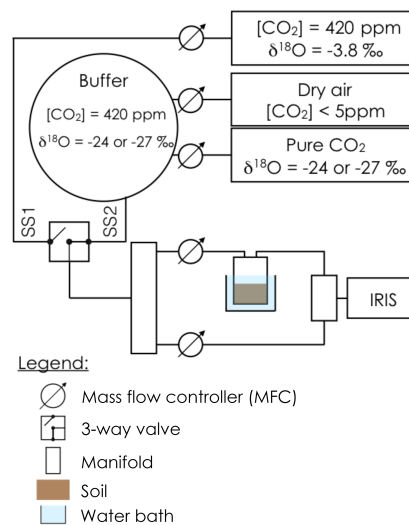 [CO₂] = 420 ppm
δ¹⁸O = -3.8 ‰
Buffer
[CO₂] = 420 ppm
δ¹⁸O = -24 or -27 ‰
Dry air
[CO₂] < 5ppm
Pure CO₂
δ¹⁸O = -24 or -27 ‰
SS1
SS2
IRIS
Legend:
Mass flow controller (MFC)
3-way valve
Manifold
Soil
Water bath